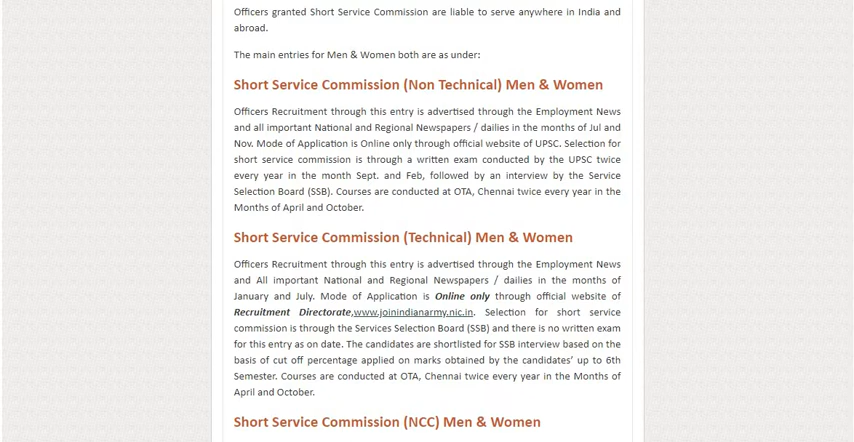 Officers granted Short Service Commission are liable to serve anywhere in India and
abroad.
The main entries for Men & Women both are as under:
Short Service Commission (Non Technical) Men & Women
Officers Recruitment through this entry is advertised through the Employment News
and all important National and Regional Newspapers / dailies in the months of Jul and
Nov. Mode of Application is Online only through official website of UPSC. Selection for
short service commission is through a written exam conducted by the UPSC twice
every year in the month Sept. and Feb, followed by an interview by the Service
Selection Board (SSB). Courses are conducted at OTA, Chennai twice every year in the
Months of April and October.
Short Service Commission (Technical) Men & Women
Officers Recruitment through this entry is advertised through the Employment News
and All important National and Regional Newspapers / dailies in the months of
January and July. Mode of Application is Online only through official website of
Recruitment Directorate,www.joinindianarmy.nic.in. Selection for short service
commission is through the Services Selection Board (SSB) and there is no written exam
for this entry as on date. The candidates are shortlisted for SSB interview based on the
basis of cut off percentage applied on marks obtained by the candidates’ up to 6th
Semester. Courses are conducted at OTA, Chennai twice every year in the Months of
April and October.
Short Service Commission (NCC) Men & Women